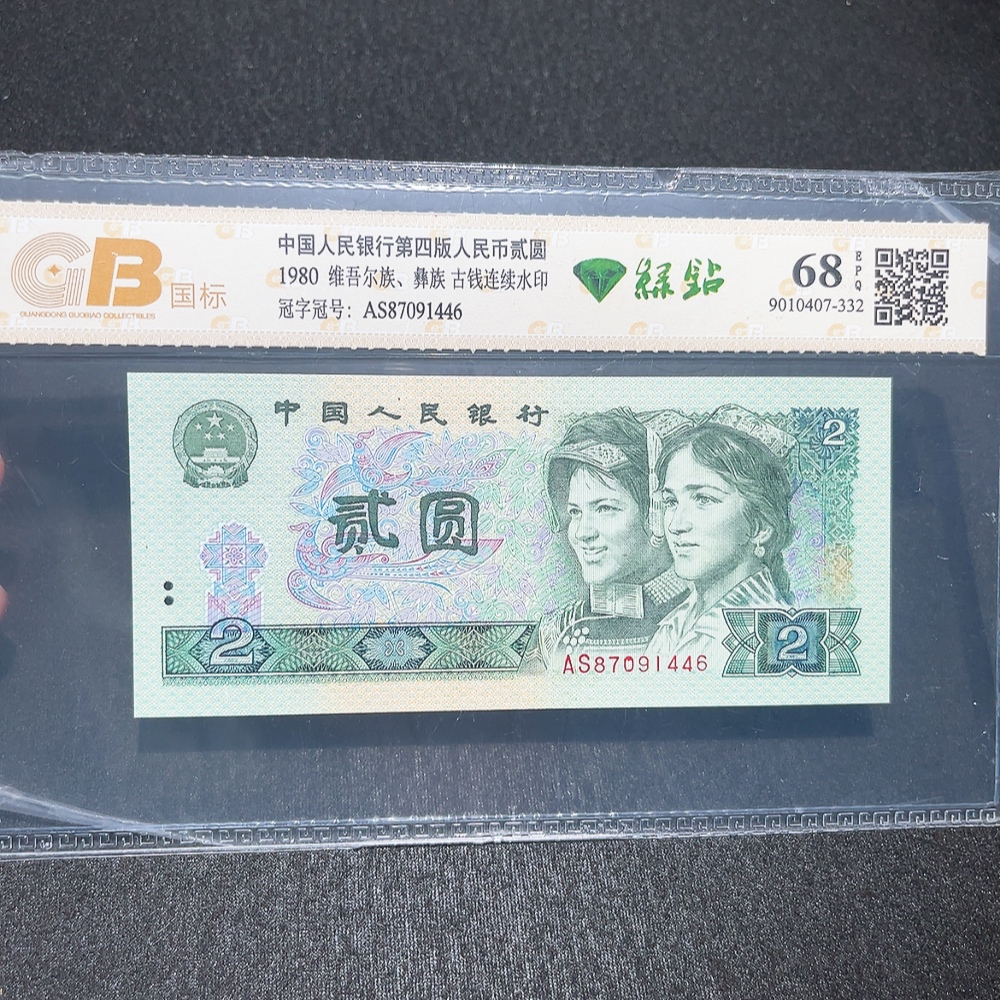 GB 国标
GUANGDONG GUOBIAO COLLECTIBLES
中国人民银行第四版人民币贰圆
1980 维吾尔族、彝族 古钱连续水印
冠字冠号: AS87091446
绿钻
68 EPQ
9010407-332
中国人民银行
2
贰圆
2
AS87091446
2